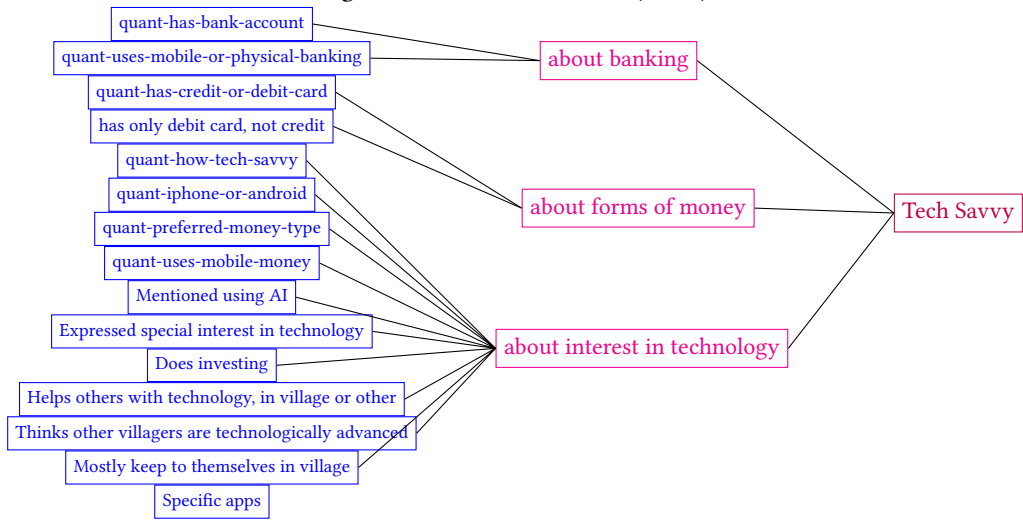 quant-has-bank-account
quant-uses-mobile-or-physical-banking
quant-has-credit-or-debit-card
has only debit card, not credit
quant-how-tech-savvy
quant-iphone-or-android
quant-preferred-money-type
quant-uses-mobile-money
Mentioned using AI
Expressed special interest in technology
Does investing
Helps others with technology, in village or other
Thinks other villagers are technologically advanced
Mostly keep to themselves in village
Specific apps
about banking
about forms of money
about interest in technology
Tech Savvy